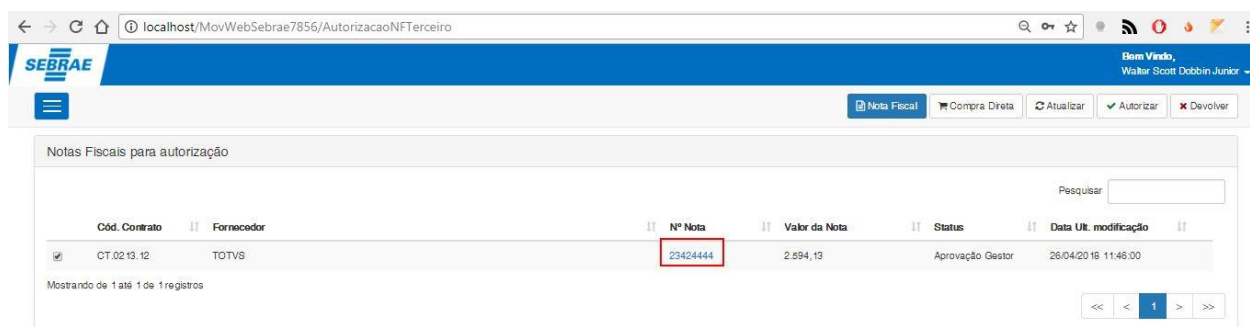 localhost/MovWebSebrae7856/AutorizacaoNFTerceiro
SEBRAE
Bem Vindo,
Walter Scott Dobbin Junior
Nota Fiscal Compra Direta Atualizar Autorizar Devolver
Notas Fiscais para autorização
Pesquisar
Cód. Contrato Fornecedor Nº Nota Valor da Nota Status Data Ult. modificação
CT.0213.12 TOTVS 23424444 2.594,13 Aprovação Gestor 26/04/2018 11:46:00
Mostrando de 1 até 1 de 1 registros
<< < 1 > >>